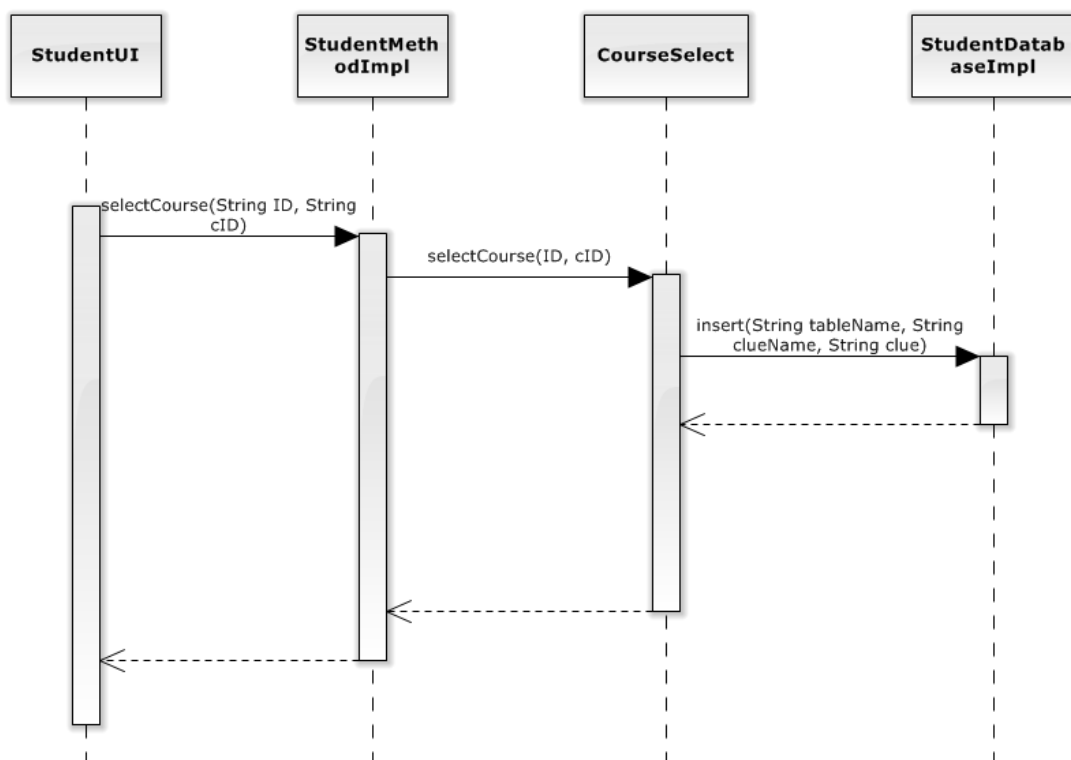 StudentUI
StudentMeth
odImpl
CourseSelect
StudentDatab
aseImpl
selectCourse(String ID, String
cID)
selectCourse(ID, cID)
insert(String tableName, String
clueName, String clue)